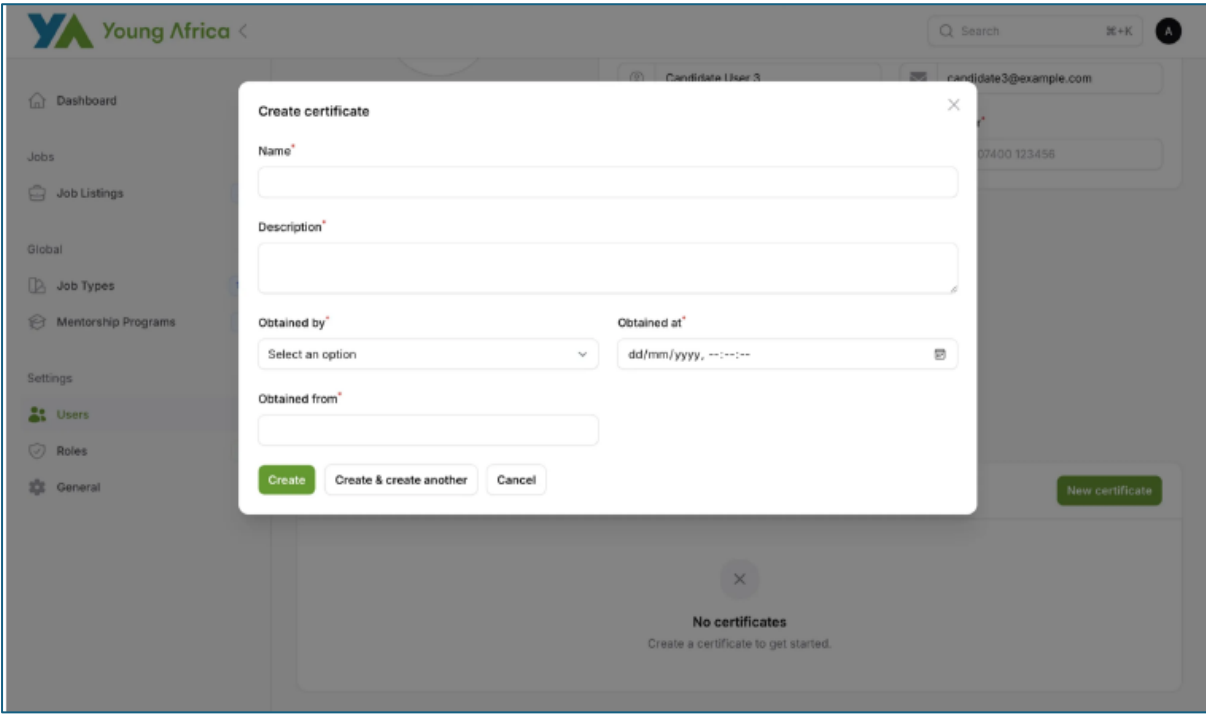 YA Young Africa
Search ⌘+K A
Candidate User 3 candidate3@example.com
Dashboard
Create certificate
Name*
07400 123456
Jobs
Job Listings
Description*
Global
Job Types
Mentorship Programs
Obtained by* Obtained at*
Select an option dd/mm/yyyy, --:--:--
Settings
Obtained from*
Users
Roles
General
Create Create & create another Cancel
New certificate
No certificates
Create a certificate to get started.